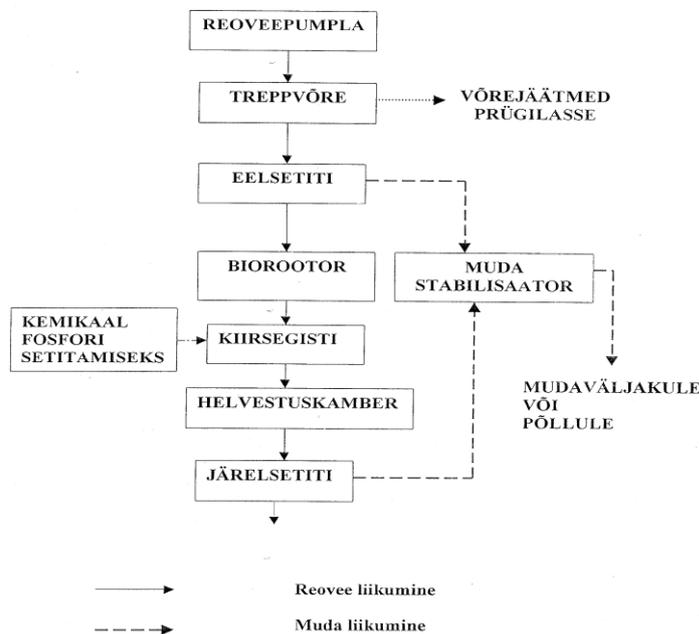 REOVEEPUMPLA
TREPPVÕRE
VÕREJÄÄTMED
PRÜGILASSE
EELSETITI
BIOROOTOR
MUDA
STABILISAATOR
KEMIKAAL
FOSFORI
SETITAMISEKS
KIIRSEGISTI
HELVESTUSKAMBER
MUDAVÄLJAKULE
VÕI
PÕLLULE
JÄRELSETITI
Reovee liikumine
Muda liikumine